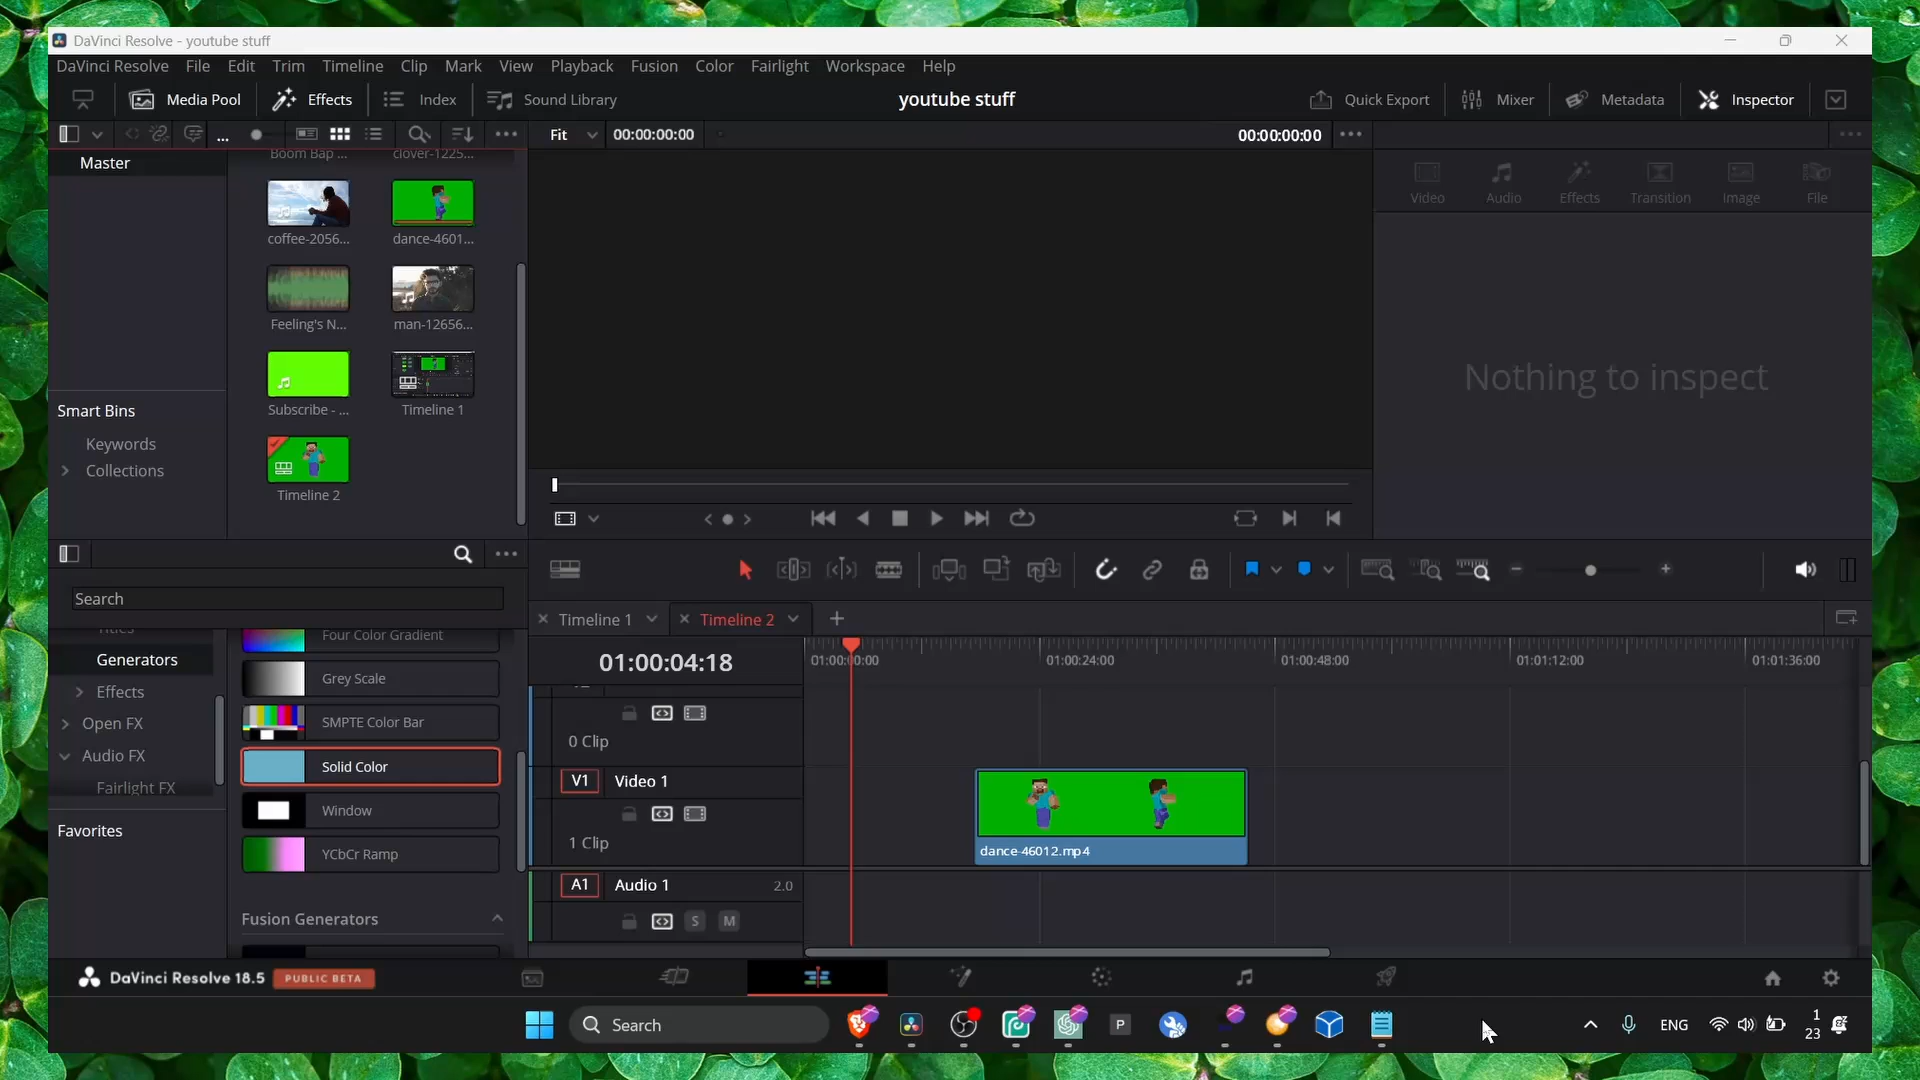 DaVinci Resolve - youtube stuff
DaVinci Resolve File Edit Trim Timeline Clip Mark View Playback Fusion Color Fairlight Workspace Help
Media Pool Effects Index Sound Library youtube stuff Quick Export Mixer Metadata Inspector
... Fit 00:00:00:00 00:00:00:00
Master
Boom Bap ... clover-1225...
Video Audio Effects Transition Image File
coffee-2056... dance-4601...
Feeling's N... man-12656...
Nothing to inspect
Subscribe - ... Timeline 1
Smart Bins
Keywords
Collections
Timeline 2
Search
Timeline 1 Timeline 2
Titles
Generators
Effects
Open FX
Audio FX
Fairlight FX
Favorites
Four Color Gradient
Grey Scale
SMPTE Color Bar
Solid Color
Window
YCbCr Ramp
Fusion Generators
01:00:04:18
01:00:00:00 01:00:24:00 01:00:48:00 01:01:12:00 01:01:36:00
0 Clip
V1 Video 1
1 Clip
dance-46012.mp4
A1 Audio 1 2.0
S M
DaVinci Resolve 18.5 PUBLIC BETA
Search
P
ENG
1
23